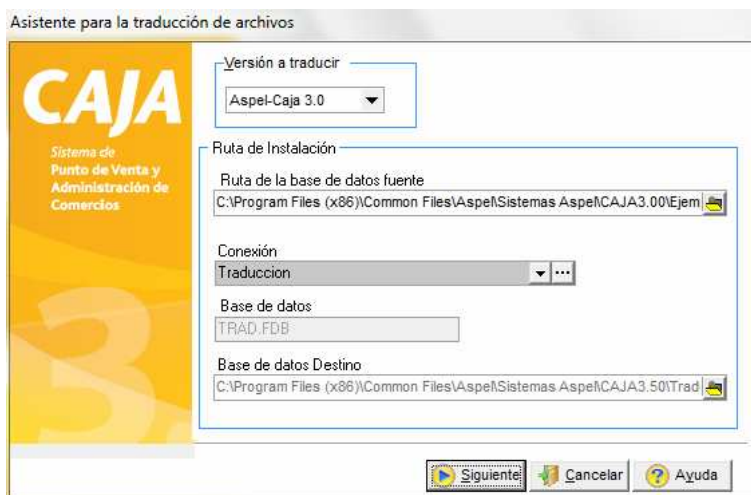 Asistente para la traducción de archivos
CAJA
Sistema de
Punto de Venta y
Administración de
Comercios
3.
Versión a traducir
Aspel-Caja 3.0
Ruta de Instalación
Ruta de la base de datos fuente
C:\Program Files (x86)\Common Files\Aspel\Sistemas Aspel\CAJA3.00\Ejem
Conexión
Traduccion
...
Base de datos
TRAD.FDB
Base de datos Destino
C:\Program Files (x86)\Common Files\Aspel\Sistemas Aspel\CAJA3.50\Trad
Siguiente Cancelar Ayuda